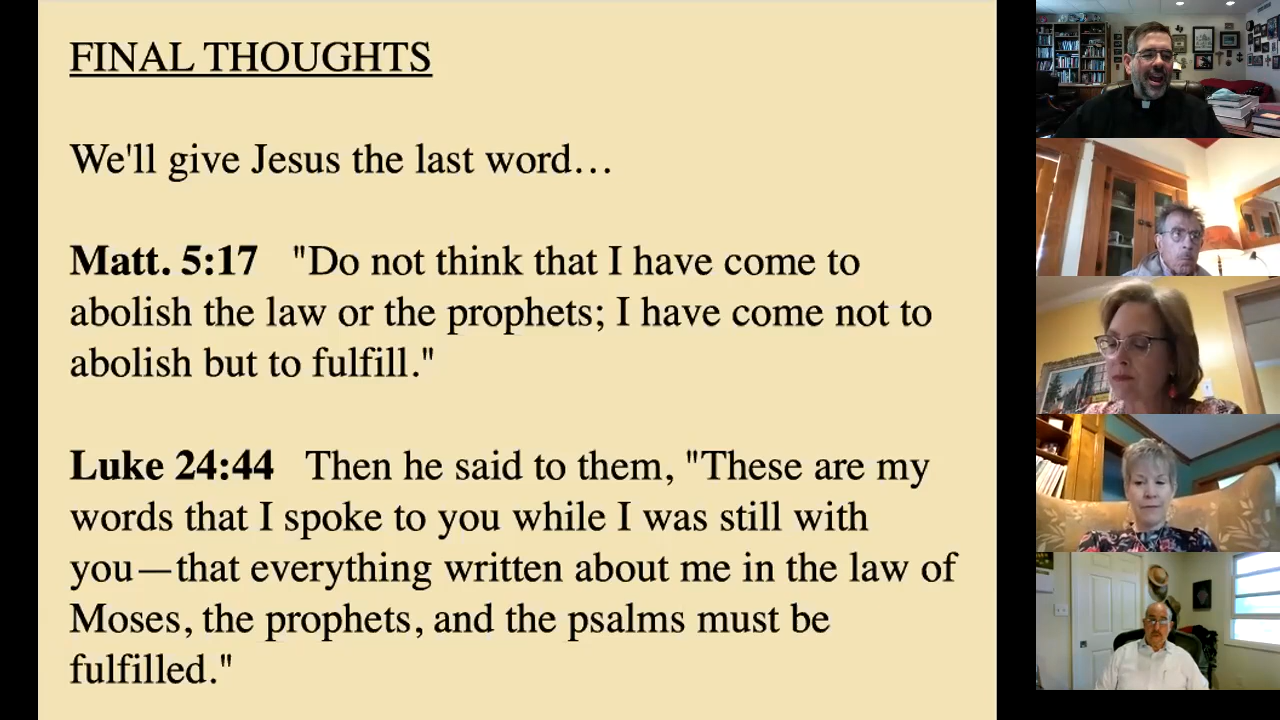 FINAL THOUGHTS
We'll give Jesus the last word…
Matt. 5:17 "Do not think that I have come to
abolish the law or the prophets; I have come not to
abolish but to fulfill."
Luke 24:44 Then he said to them, "These are my
words that I spoke to you while I was still with
you—that everything written about me in the law of
Moses, the prophets, and the psalms must be
fulfilled."